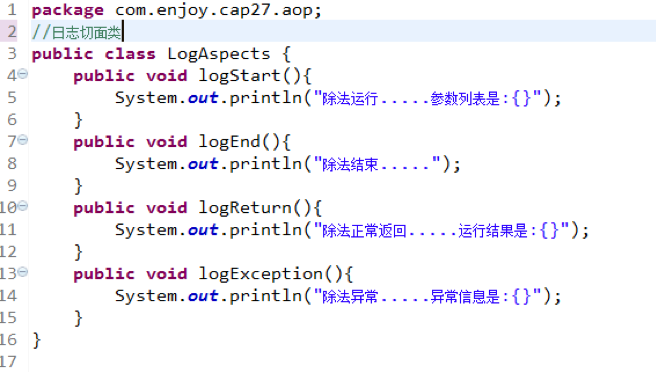 1 package com.enjoy.cap27.aop;
2 //日志切面类
3 public class LogAspects {
4 public void logStart(){
5 System.out.println("除法运行.....参数列表是:{}");
6 }
7 public void logEnd(){
8 System.out.println("除法结束.....");
9 }
10 public void logReturn(){
11 System.out.println("除法正常返回.....运行结果是:{}");
12 }
13 public void logException(){
14 System.out.println("除法异常.....异常信息是:{}");
15 }
16 }
17